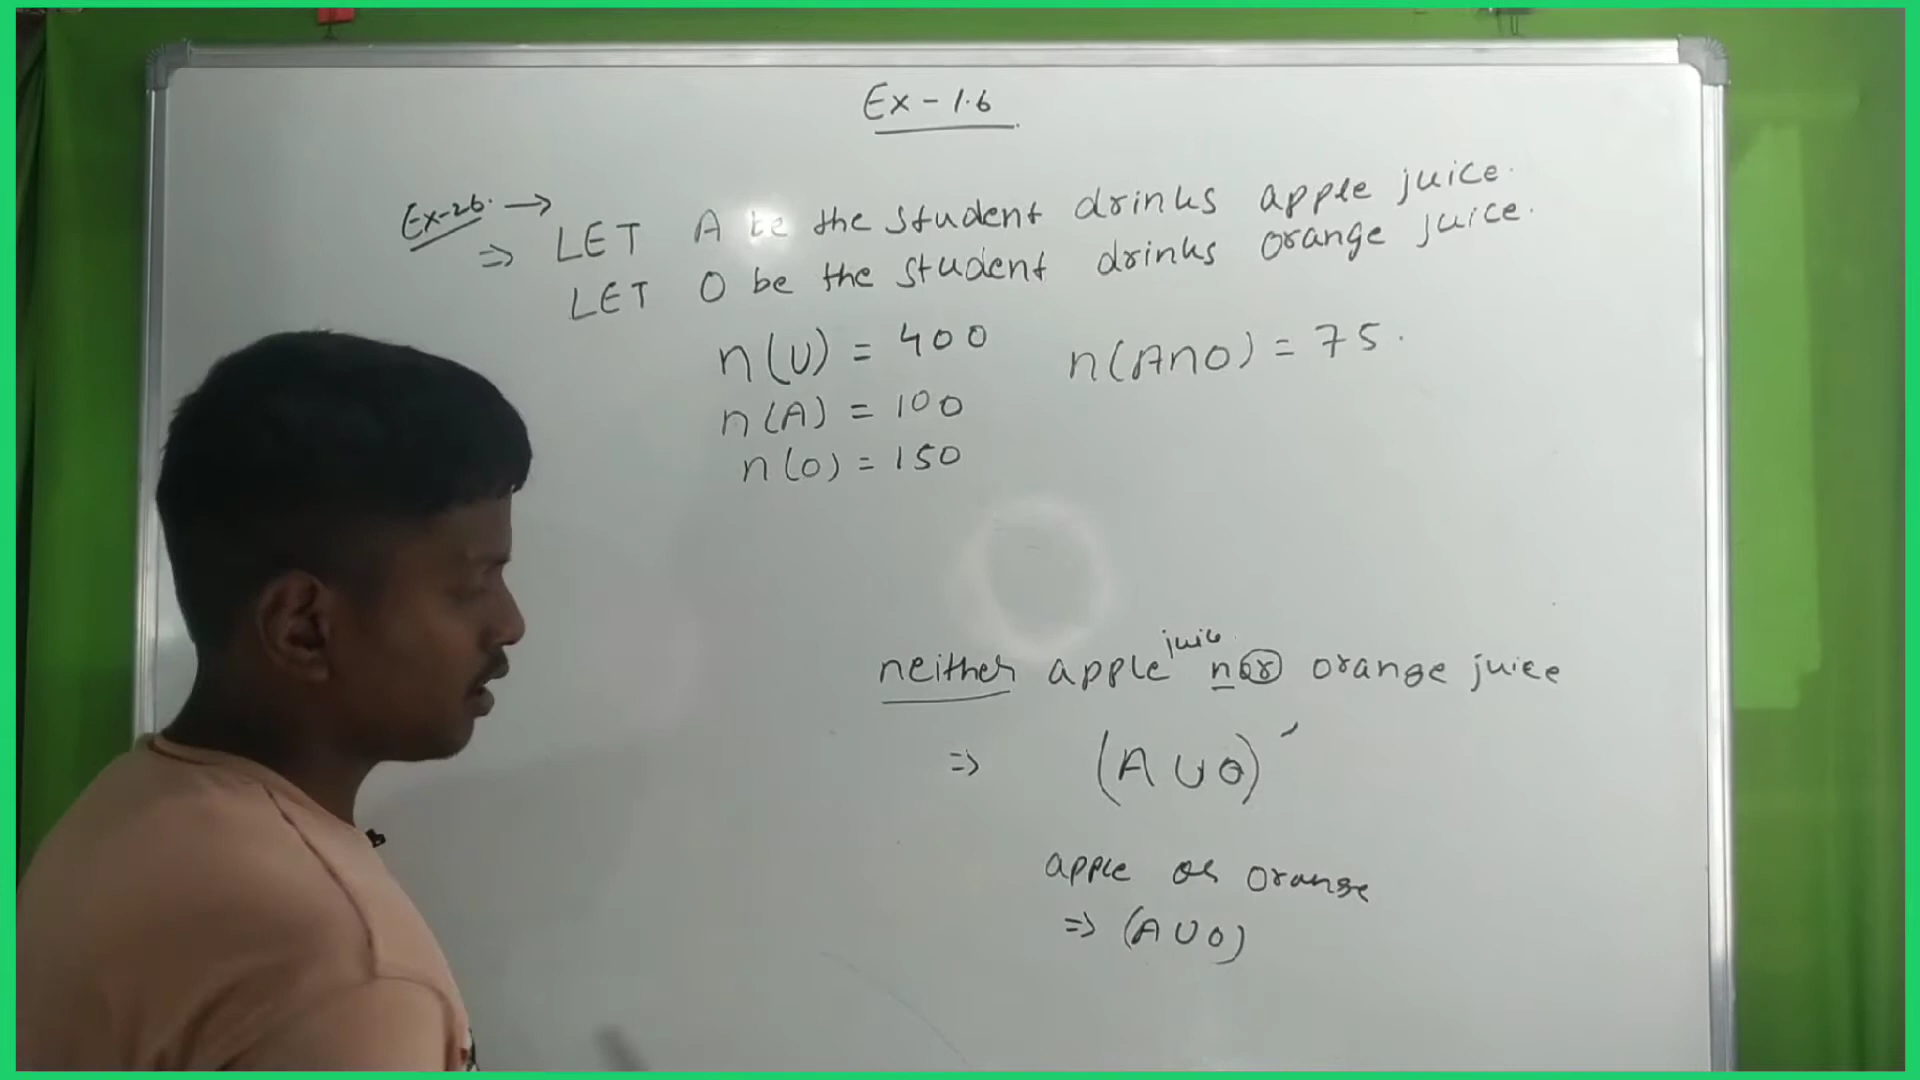 Ex - 1.6
Ex-26. →
⇒ LET A be the student drinks apple juice.
LET O be the student drinks orange juice.
n(U) = 400 n(A∩O) = 75.
n(A) = 100
n(O) = 150
neither apple juice nor orange juice
⇒ (A ∪ O)′
apple or orange
⇒ (A ∪ O)